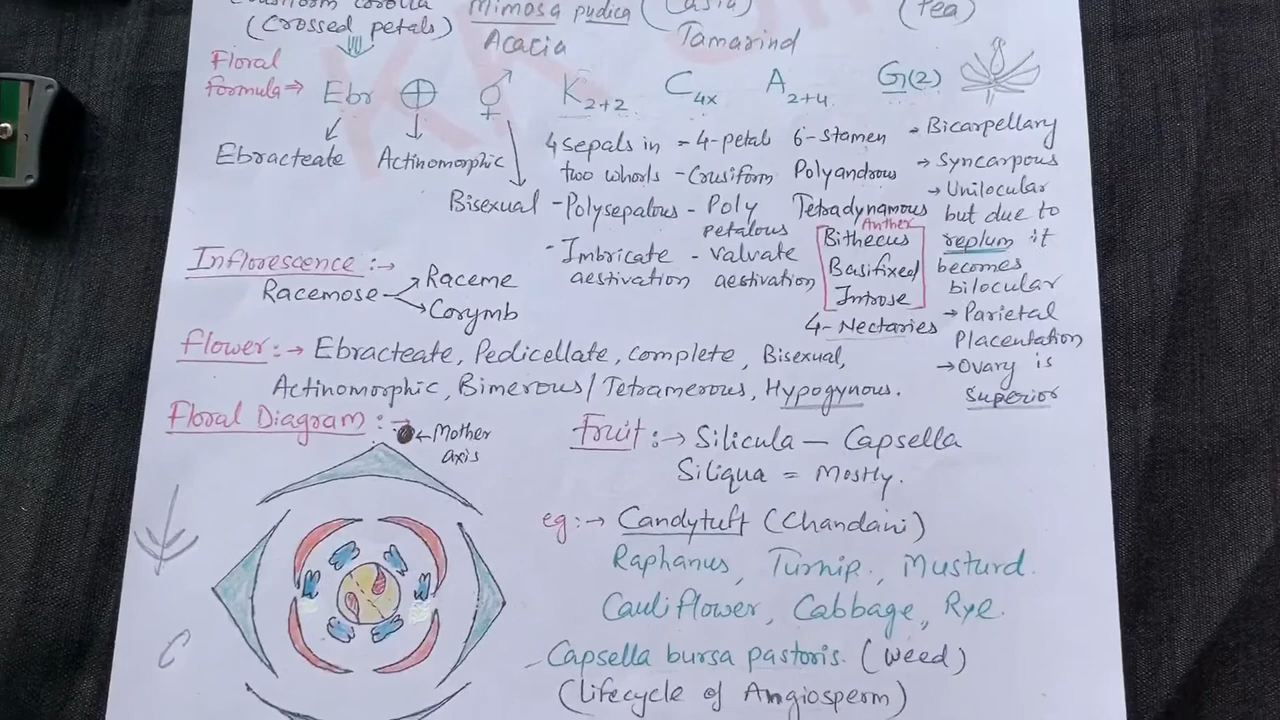 (Crossed petals) Mimosa pudica (
Acacia Tamarind (tea)
Floral
formula⇒ Ebr ⊕ ⚥ K2+2 C4x A2+4 G(2)
Ebracteate Actinomorphic Bisexual
4 sepals in
two whorls
-Polysepalous
- Imbricate
aestivation
= 4-petal
- Crusiform
- Poly
petalous
- valvate
aestivation
6-stamen
Polyandrous
Tetradynamous
Anther
Bithecus
Basifixed
Introse
4-Nectaries
→ Bicarpellary
→ Syncarpous
→ Unilocular
but due to
replum it
becomes
bilocular
→ Parietal
Placentation
→ Ovary is
Superior
Inflorescence :→
Racemose → Raceme
→ Corymb
Flower:→ Ebracteate, Pedicellate, complete, Bisexual,
Actinomorphic, Bimerous/Tetramerous, Hypogynous.
Floral Diagram:→
←Mother
axis
Fruit:→ Silicula — Capsella
Siliqua = Mostly.
eg:→ Candytuft (Chandani)
Raphanus, Turnip, Musturd.
Cauliflower, Cabbage, Rye.
Capsella bursa pastoris. (weed)
(lifecycle of Angiosperm)